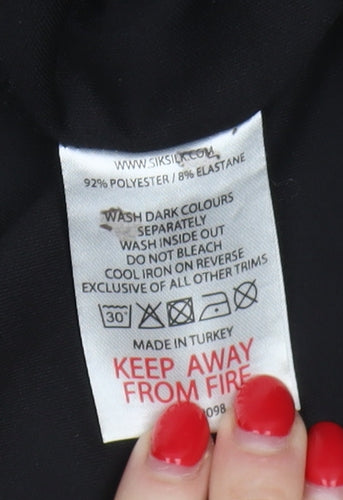 WWW.SIKSILK.COM
92% POLYESTER / 8% ELASTANE
WASH DARK COLOURS
SEPARATELY
WASH INSIDE OUT
DO NOT BLEACH
COOL IRON ON REVERSE
EXCLUSIVE OF ALL OTHER TRIMS
30°
MADE IN TURKEY
KEEP AWAY
FROM FIRE